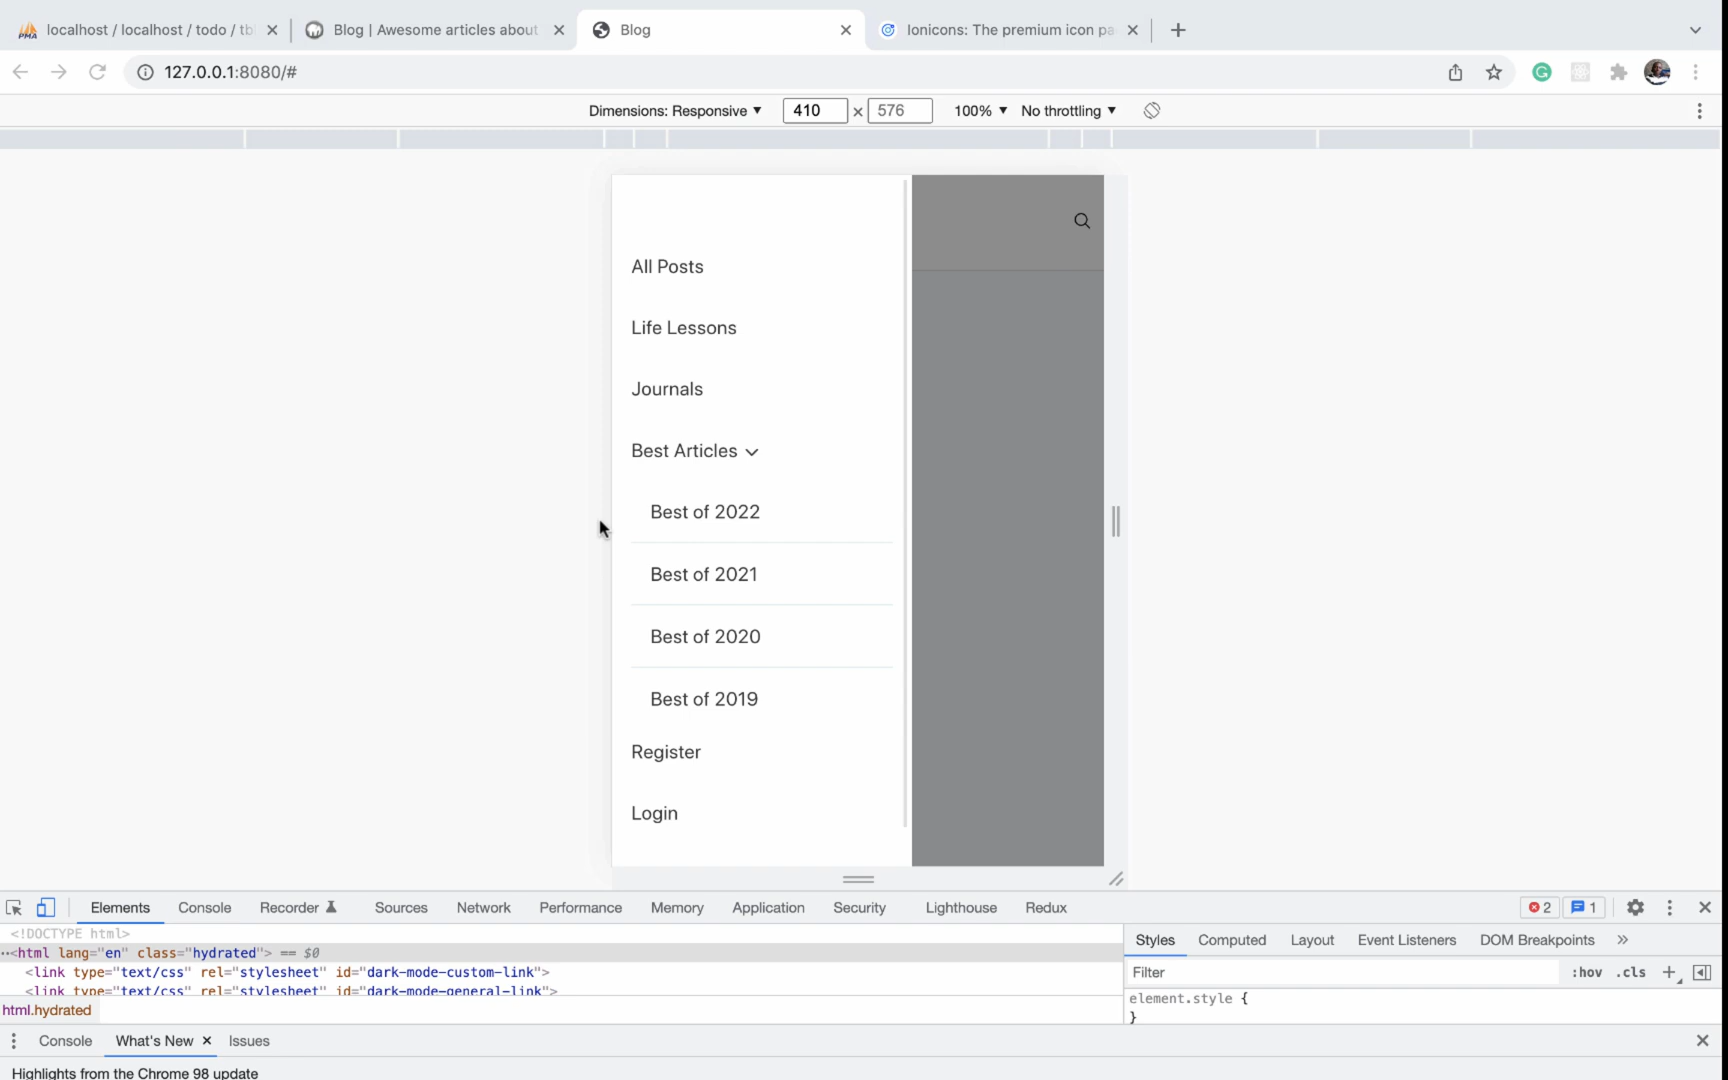 localhost / localhost / todo / tb
Blog | Awesome articles about
Blog
Ionicons: The premium icon pa
127.0.0.1:8080/#
Dimensions: Responsive ▼ 410 × 576 100% ▼ No throttling ▼
All Posts
Life Lessons
Journals
Best Articles
Best of 2022
Best of 2021
Best of 2020
Best of 2019
Register
Login
Elements Console Recorder Sources Network Performance Memory Application Security Lighthouse Redux 2 1
<!DOCTYPE html>
<html lang="en" class="hydrated"> == $0
<link type="text/css" rel="stylesheet" id="dark-mode-custom-link">
<link type="text/css" rel="stylesheet" id="dark-mode-general-link">
html.hydrated
Styles Computed Layout Event Listeners DOM Breakpoints »
Filter :hov .cls +
element.style {
}
Console What's New × Issues
Highlights from the Chrome 98 update